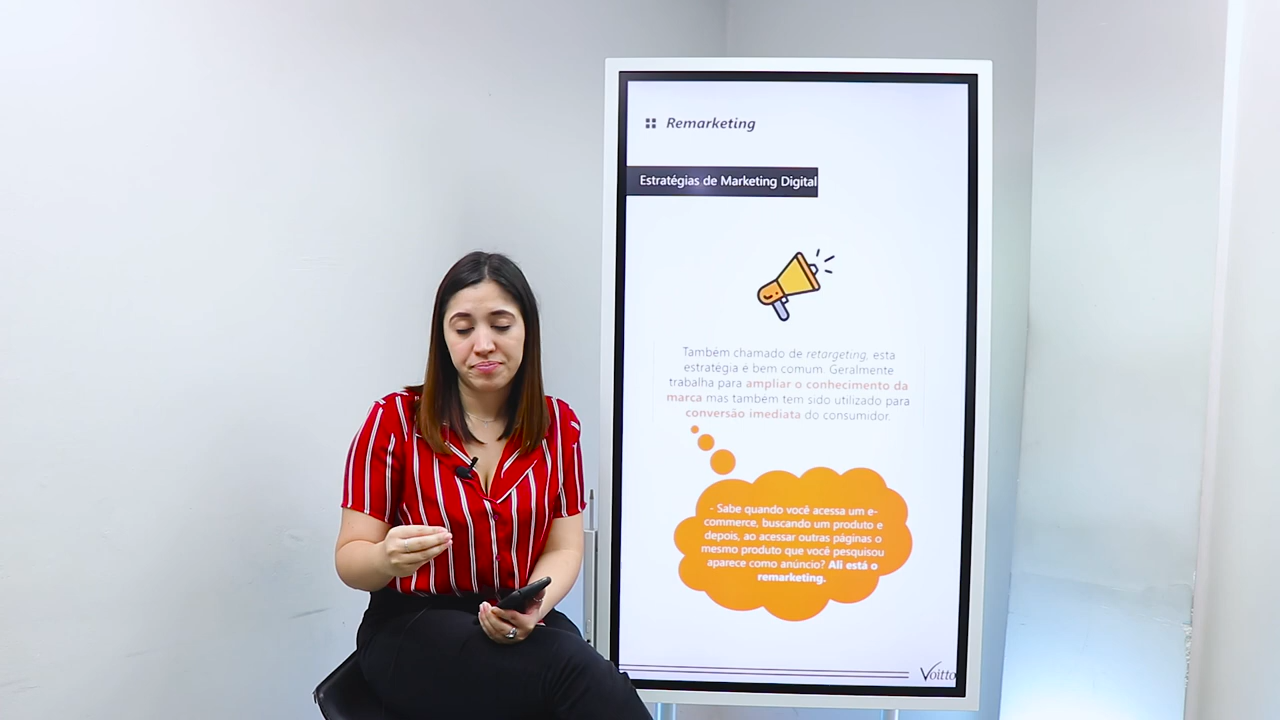 Remarketing
Estratégias de Marketing Digital
Também chamado de retargeting, esta
estratégia é bem comum. Geralmente
trabalha para ampliar o conhecimento da
marca mas também tem sido utilizado para
conversão imediata do consumidor.
- Sabe quando você acessa um e-
commerce, buscando um produto e
depois, ao acessar outras páginas o
mesmo produto que você pesquisou
aparece como anúncio? Ali está o
remarketing.
Voitto